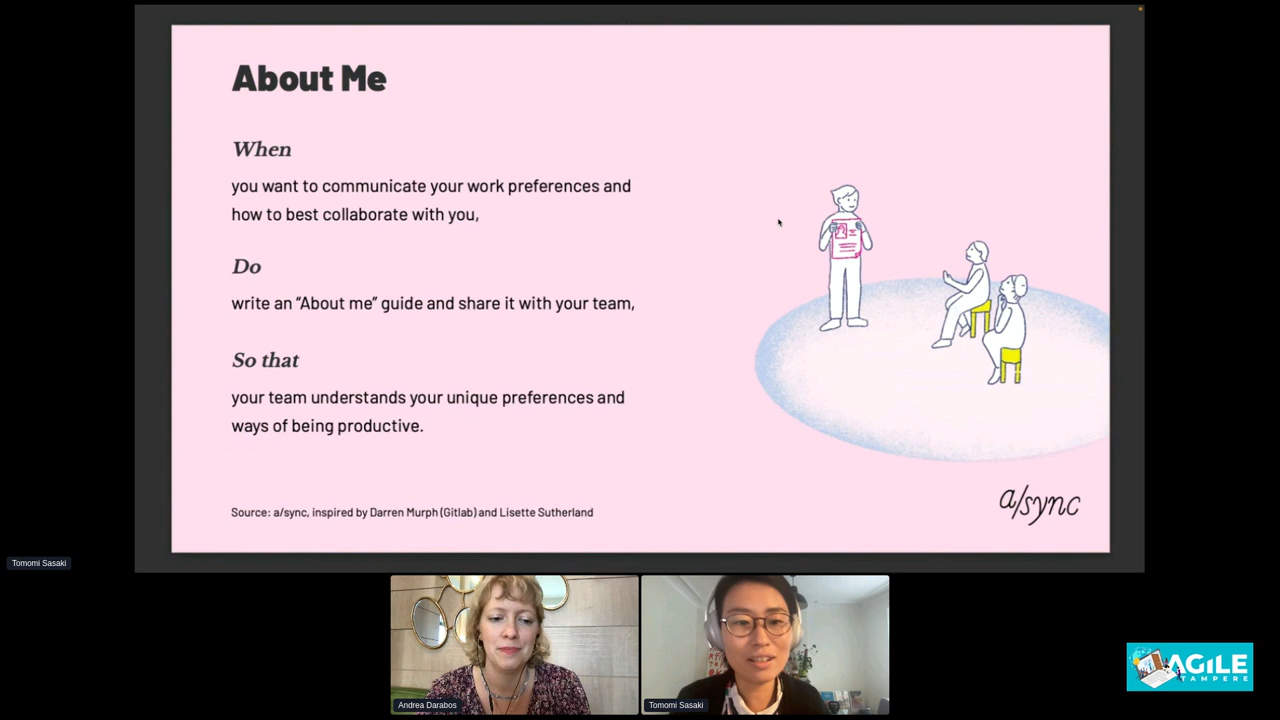 About Me
When
you want to communicate your work preferences and
how to best collaborate with you,
Do
write an “About me” guide and share it with your team,
So that
your team understands your unique preferences and
ways of being productive.
Source: a/sync, inspired by Darren Murph (Gitlab) and Lisette Sutherland
a/sync
Tomomi Sasaki
Andrea Darabos
Tomomi Sasaki
AGILE
TAMPERE